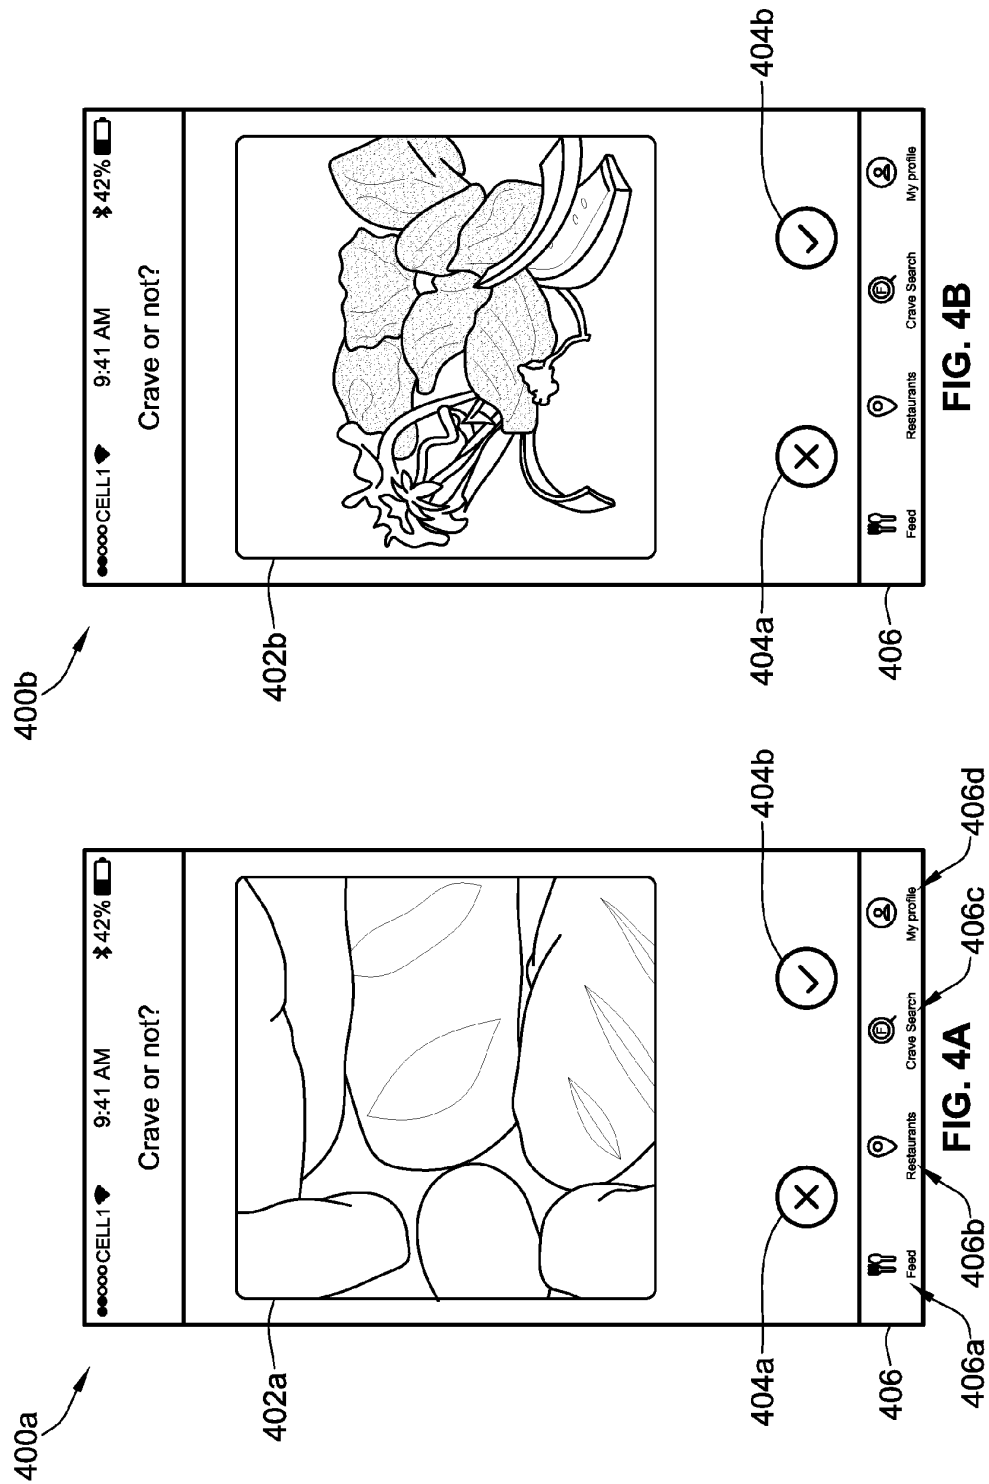 400a
●●○○○CELL1 9:41 AM 42%
Crave or not?
402a
404a 404b
Feed Restaurants Crave Search My profile
406
406a 406b 406c 406d
FIG. 4A
400b
●●○○○CELL1 9:41 AM 42%
Crave or not?
402b
404a 404b
Feed Restaurants Crave Search My profile
406
FIG. 4B